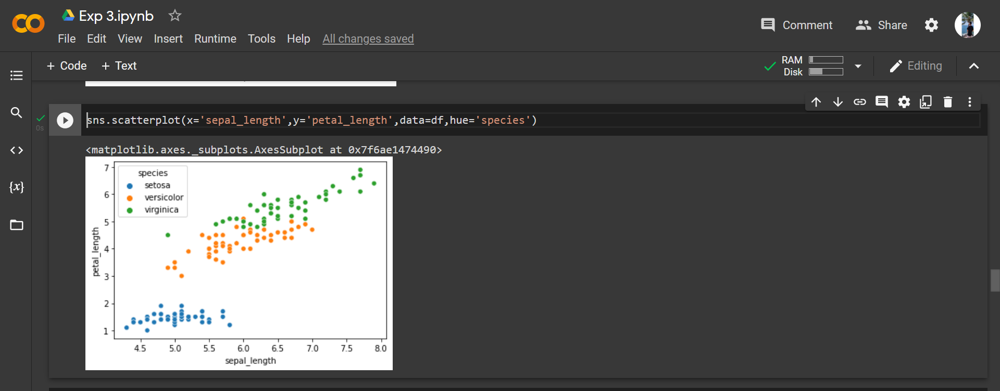 Exp 3.ipynb
File Edit View Insert Runtime Tools Help All changes saved
Comment Share
+ Code + Text
RAM
Disk
Editing
0s
sns.scatterplot(x='sepal_length',y='petal_length',data=df,hue='species')
<matplotlib.axes._subplots.AxesSubplot at 0x7f6ae1474490>
species
setosa
versicolor
virginica
petal_length
7
6
5
4
3
2
1
4.5 5.0 5.5 6.0 6.5 7.0 7.5 8.0
sepal_length
{x}